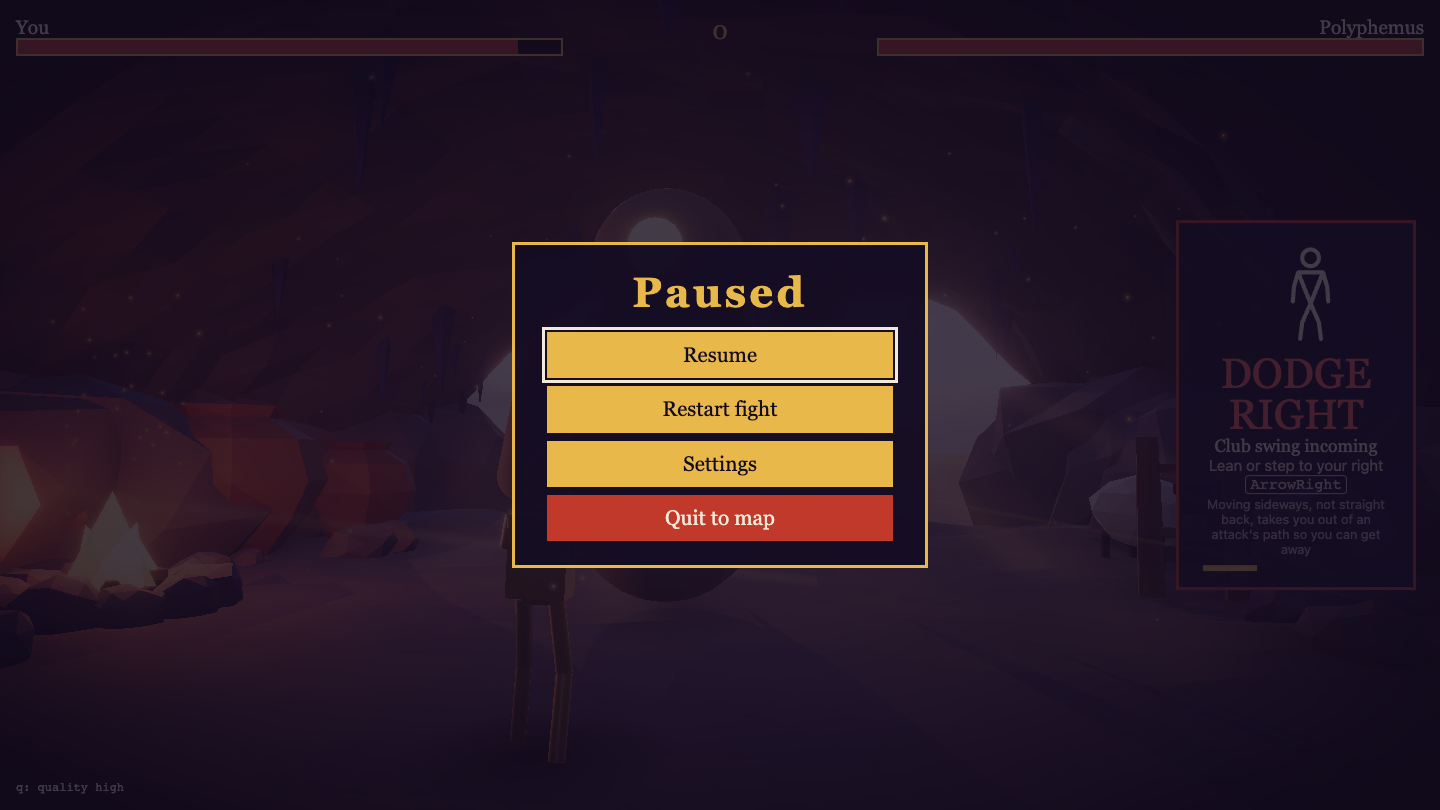 You
0
Polyphemus
Paused
Resume
Restart fight
Settings
Quit to map
DODGE
RIGHT
Club swing incoming
Lean or step to your right
ArrowRight
Moving sideways, not straight
back, takes you out of an
attack's path so you can get
away
q: quality high